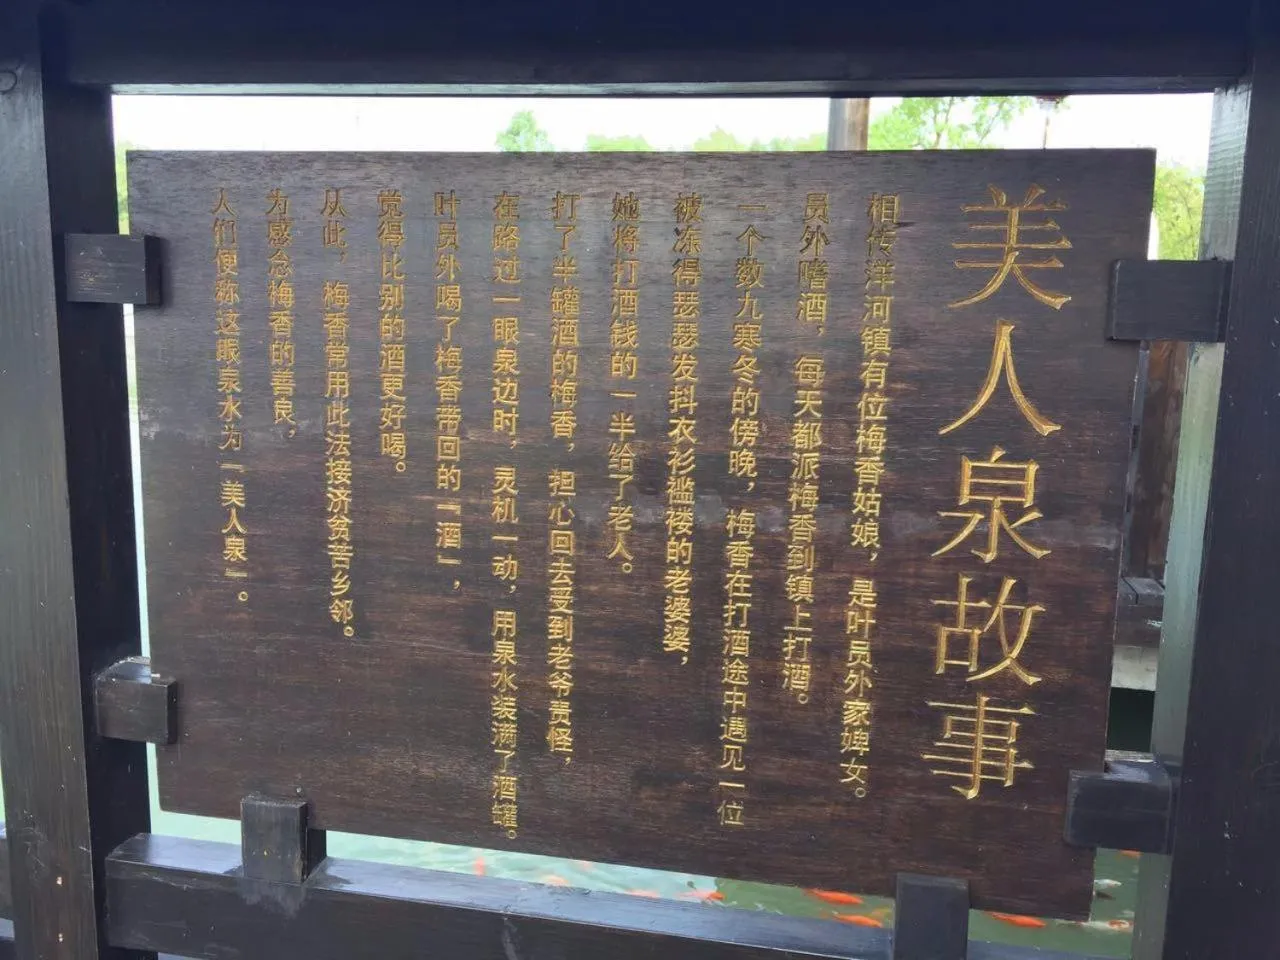 美人泉故事
相传洋河镇有位梅香姑娘，是叶员外家婢女。
员外嗜酒，每天都派梅香到镇上打酒。
一个数九寒冬的傍晚，梅香在打酒途中遇见一位
被冻得瑟瑟发抖衣衫褴褛的老婆婆，
她将打酒钱的一半给了老人。
打了半罐酒的梅香，担心回去受到老爷责怪，
在路过一眼泉边时，灵机一动，用泉水装满了酒罐。
叶员外喝了梅香带回的『酒』，
觉得比别的酒更好喝。
从此，梅香常用此法接济贫苦乡邻。
为感念梅香的善良，
人们便称这眼泉水为『美人泉』。